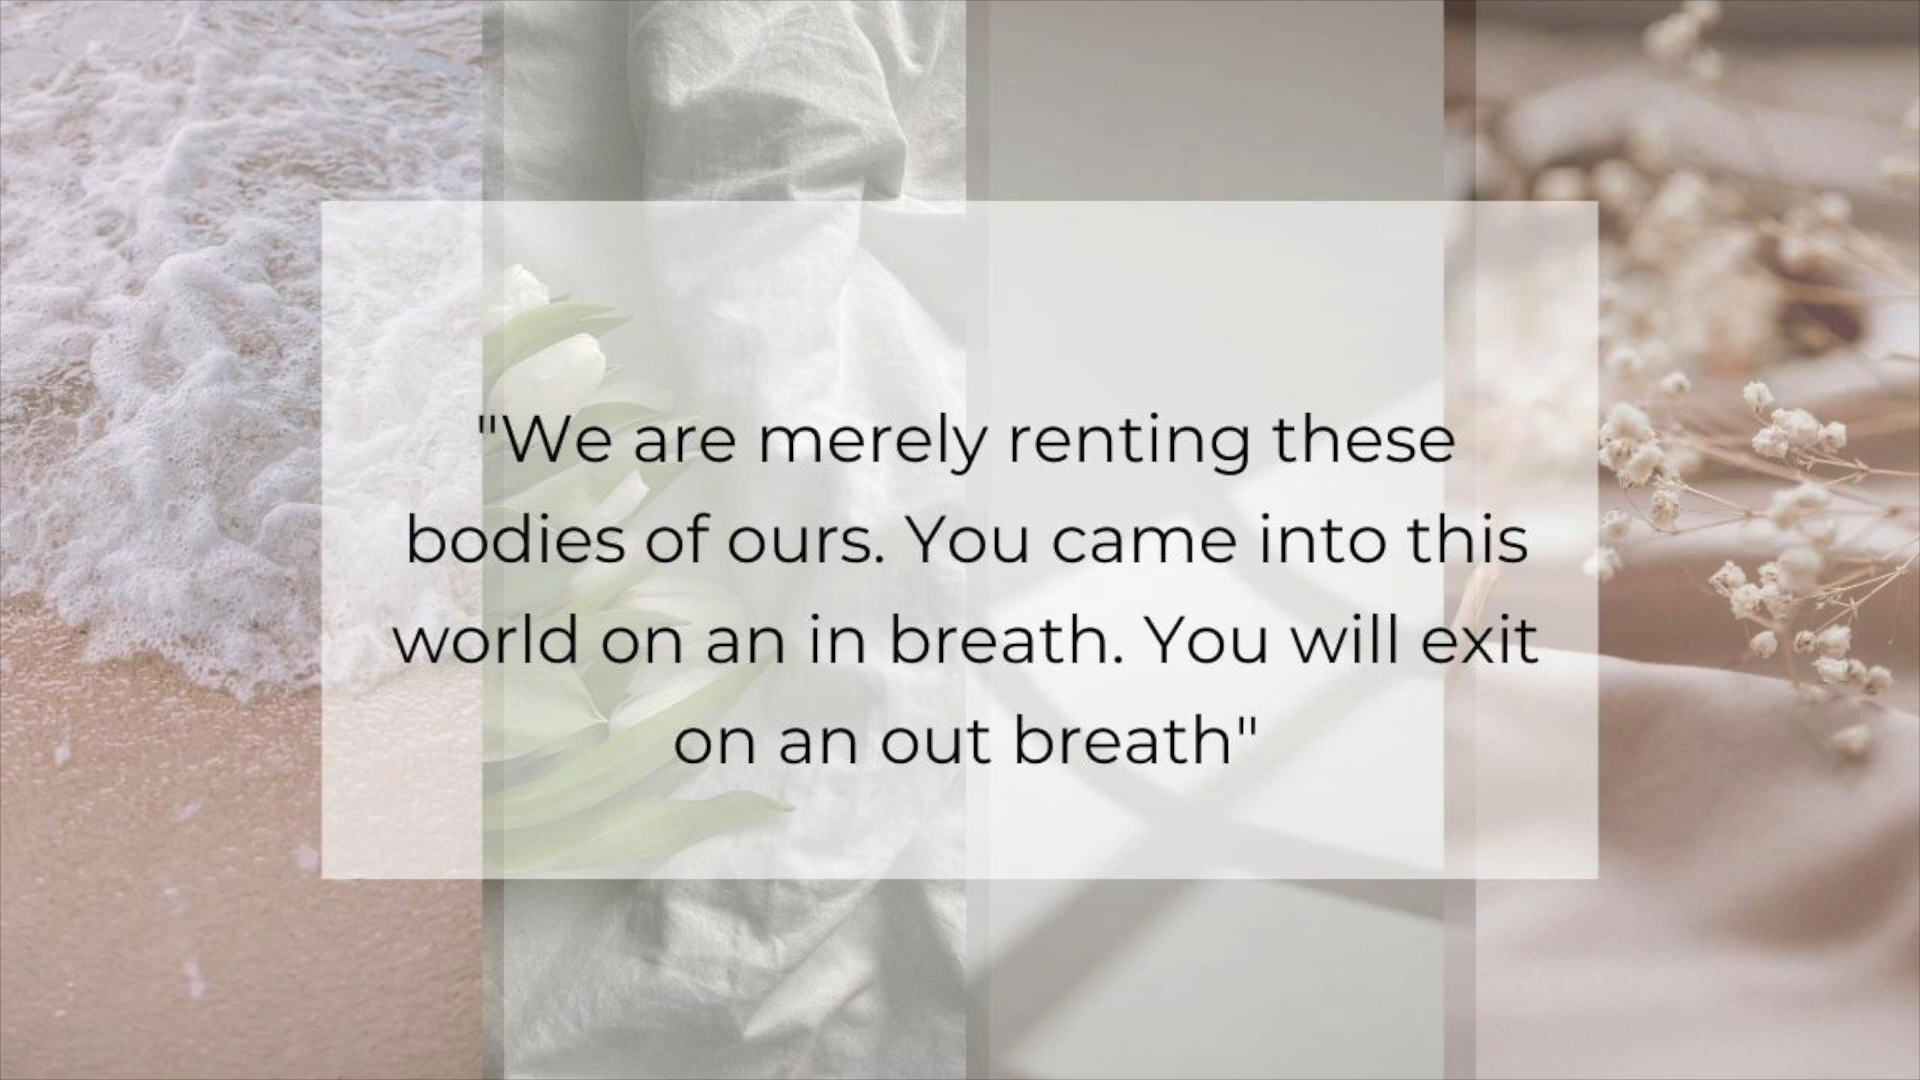 "We are merely renting these
bodies of ours. You came into this
world on an in breath. You will exit
on an out breath"